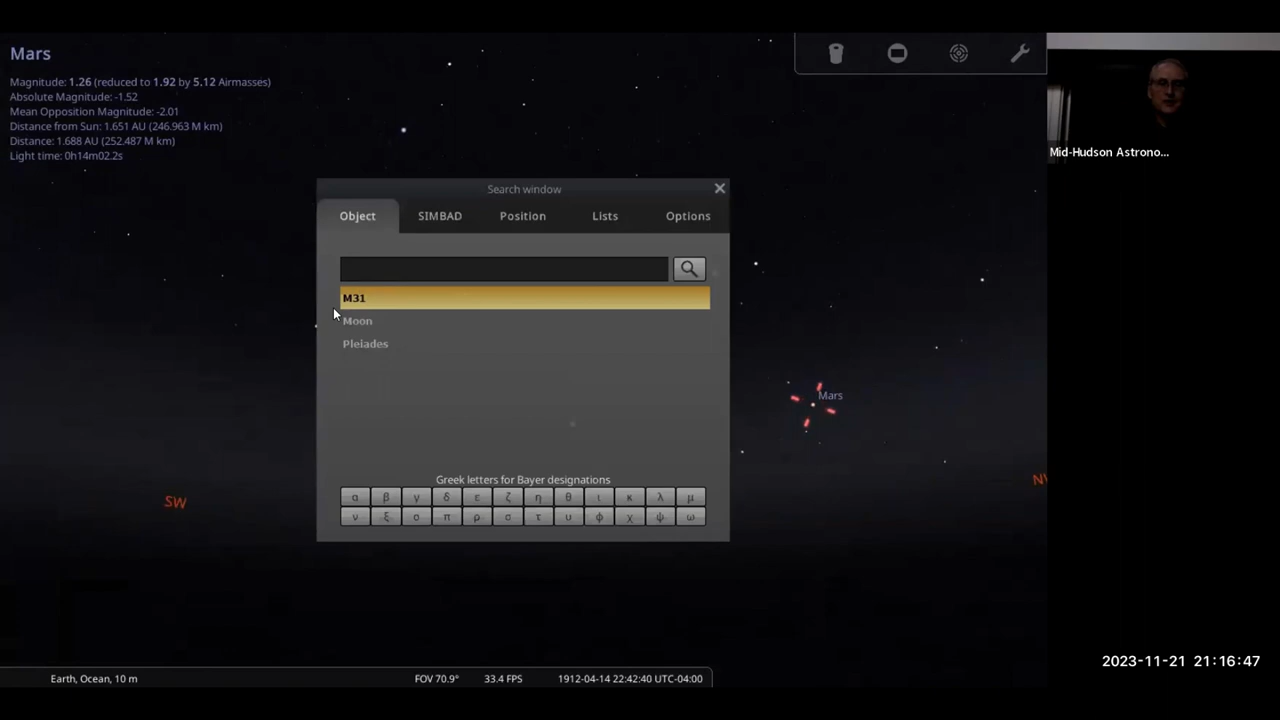 Mars
Magnitude: 1.26 (reduced to 1.92 by 5.12 Airmasses)
Absolute Magnitude: -1.52
Mean Opposition Magnitude: -2.01
Distance from Sun: 1.651 AU (246.963 M km)
Distance: 1.688 AU (252.487 M km)
Light time: 0h14m02.2s
Mid-Hudson Astrono...
Search window
Object SIMBAD Position Lists Options
M31
Moon
Pleiades
Mars
Greek letters for Bayer designations
α β γ δ ε ζ η θ ι κ λ μ
ν ξ ο π ρ σ τ υ φ χ ψ ω
SW
Earth, Ocean, 10 m
FOV 70.9°
33.4 FPS
1912-04-14 22:42:40 UTC-04:00
2023-11-21 21:16:47